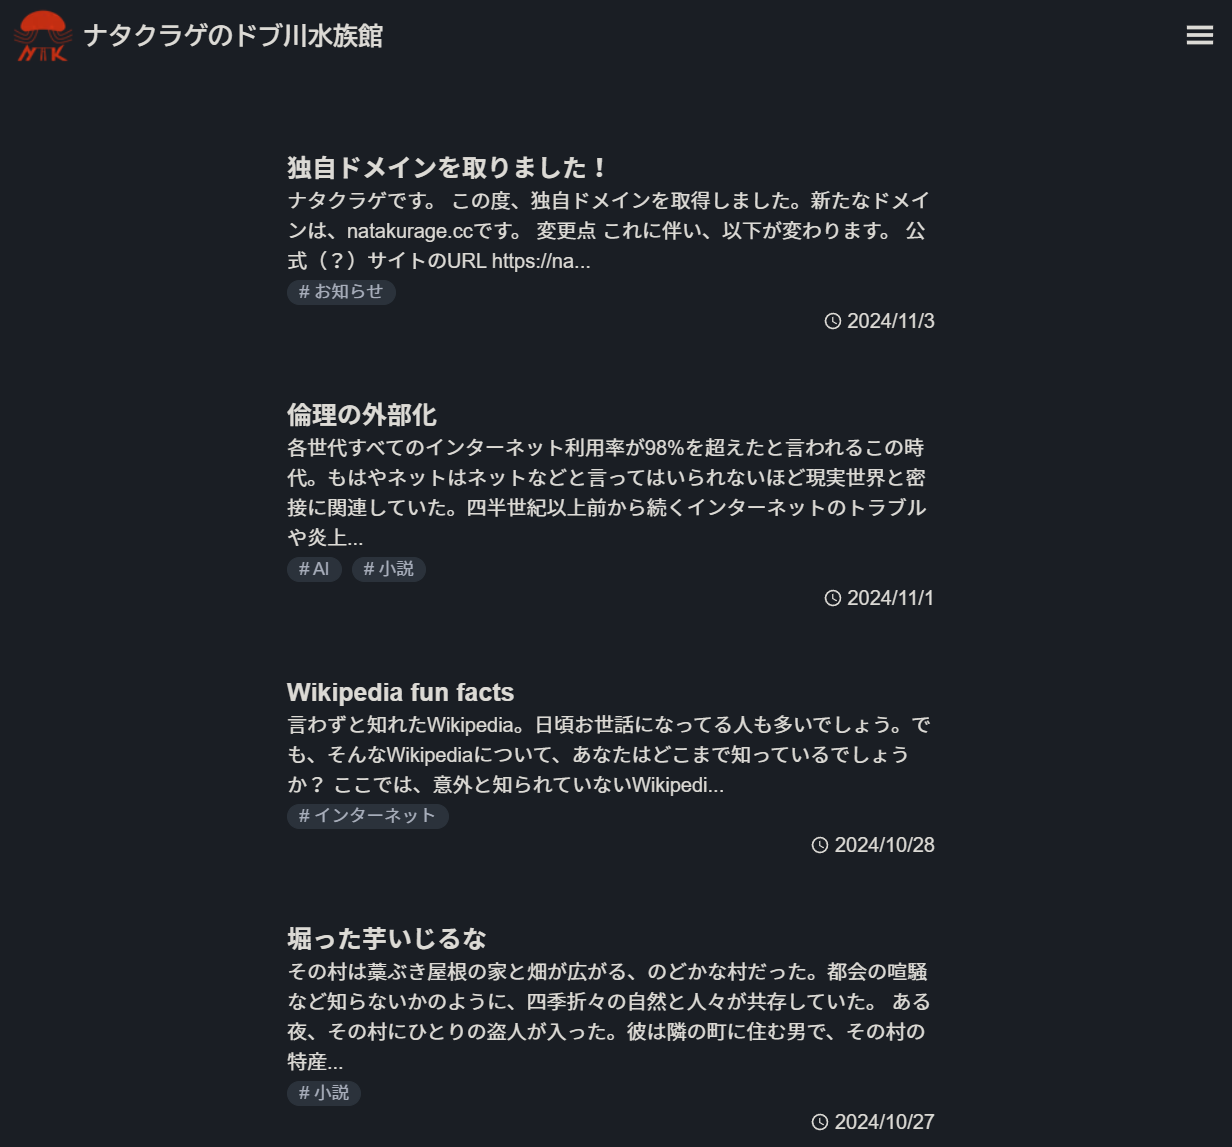 NTK
ナタクラゲのドブ川水族館
独自ドメインを取りました！
ナタクラゲです。 この度、独自ドメインを取得しました。新たなドメイ
ンは、natakurage.ccです。 変更点 これに伴い、以下が変わります。 公
式（？）サイトのURL https://na...
# お知らせ
2024/11/3
倫理の外部化
各世代すべてのインターネット利用率が98%を超えたと言われるこの時
代。もはやネットはネットなどと言ってはいられないほど現実世界と密
接に関連していた。四半世紀以上前から続くインターネットのトラブル
や炎上...
# AI # 小説
2024/11/1
Wikipedia fun facts
言わずと知れたWikipedia。日頃お世話になってる人も多いでしょう。で
も、そんなWikipediaについて、あなたはどこまで知っているでしょう
か？ ここでは、意外と知られていないWikipedi...
# インターネット
2024/10/28
堀った芋いじるな
その村は藁ぶき屋根の家と畑が広がる、のどかな村だった。都会の喧騒
など知らないかのように、四季折々の自然と人々が共存していた。 ある
夜、その村にひとりの盗人が入った。彼は隣の町に住む男で、その村の
特産...
# 小説
2024/10/27